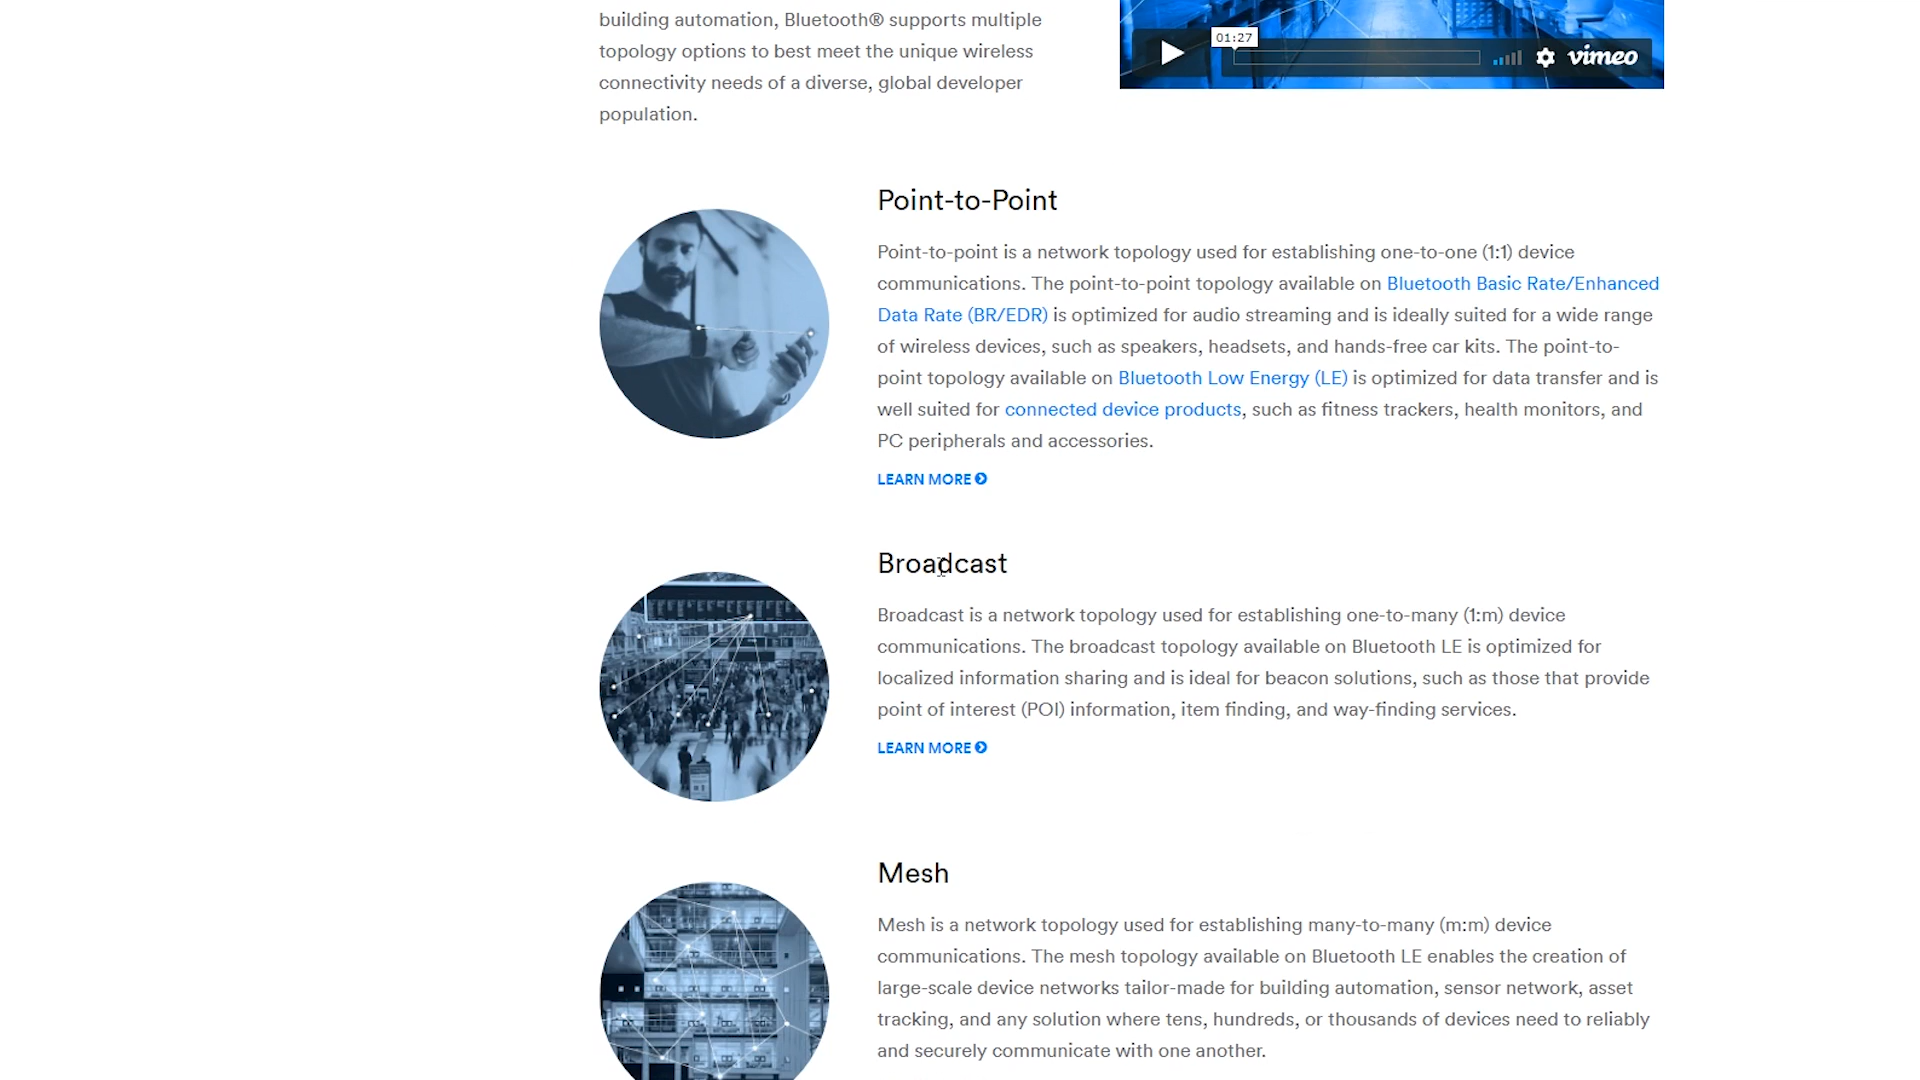 building automation, Bluetooth® supports multiple
topology options to best meet the unique wireless
connectivity needs of a diverse, global developer
population.
01:27
vimeo
Point-to-Point
Point-to-point is a network topology used for establishing one-to-one (1:1) device
communications. The point-to-point topology available on Bluetooth Basic Rate/Enhanced
Data Rate (BR/EDR) is optimized for audio streaming and is ideally suited for a wide range
of wireless devices, such as speakers, headsets, and hands-free car kits. The point-to-
point topology available on Bluetooth Low Energy (LE) is optimized for data transfer and is
well suited for connected device products, such as fitness trackers, health monitors, and
PC peripherals and accessories.
LEARN MORE
Broadcast
Broadcast is a network topology used for establishing one-to-many (1:m) device
communications. The broadcast topology available on Bluetooth LE is optimized for
localized information sharing and is ideal for beacon solutions, such as those that provide
point of interest (POI) information, item finding, and way-finding services.
LEARN MORE
Mesh
Mesh is a network topology used for establishing many-to-many (m:m) device
communications. The mesh topology available on Bluetooth LE enables the creation of
large-scale device networks tailor-made for building automation, sensor network, asset
tracking, and any solution where tens, hundreds, or thousands of devices need to reliably
and securely communicate with one another.